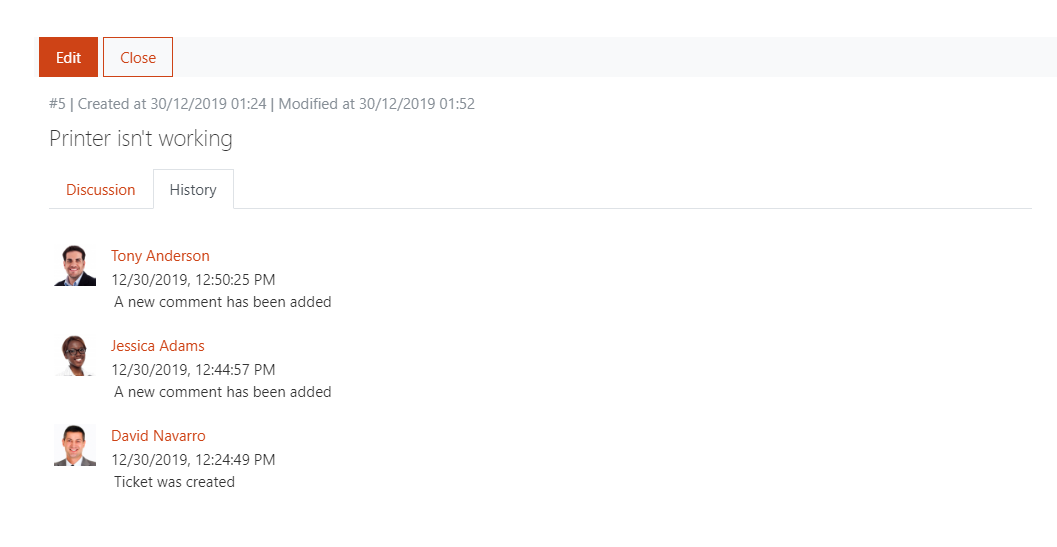 Edit Close
#5 | Created at 30/12/2019 01:24 | Modified at 30/12/2019 01:52
Printer isn't working
Discussion History
Tony Anderson
12/30/2019, 12:50:25 PM
A new comment has been added
Jessica Adams
12/30/2019, 12:44:57 PM
A new comment has been added
David Navarro
12/30/2019, 12:24:49 PM
Ticket was created